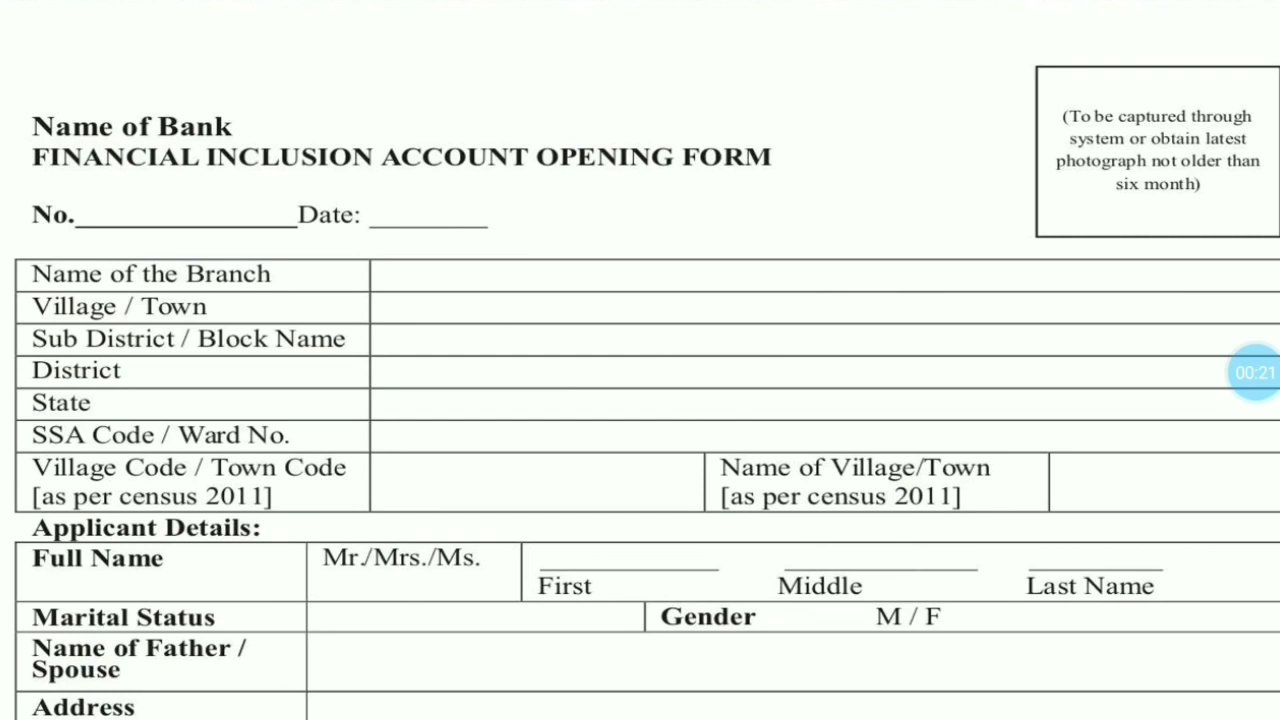 (To be captured through
system or obtain latest
photograph not older than
six month)
Name of Bank
FINANCIAL INCLUSION ACCOUNT OPENING FORM
No.________________Date: _________
Name of the Branch
Village / Town
Sub District / Block Name
District
00:21
State
SSA Code / Ward No.
Village Code / Town Code
[as per census 2011]
Name of Village/Town
[as per census 2011]
Applicant Details:
Full Name
Mr./Mrs./Ms.
First Middle Last Name
Marital Status
Gender M / F
Name of Father /
Spouse
Address